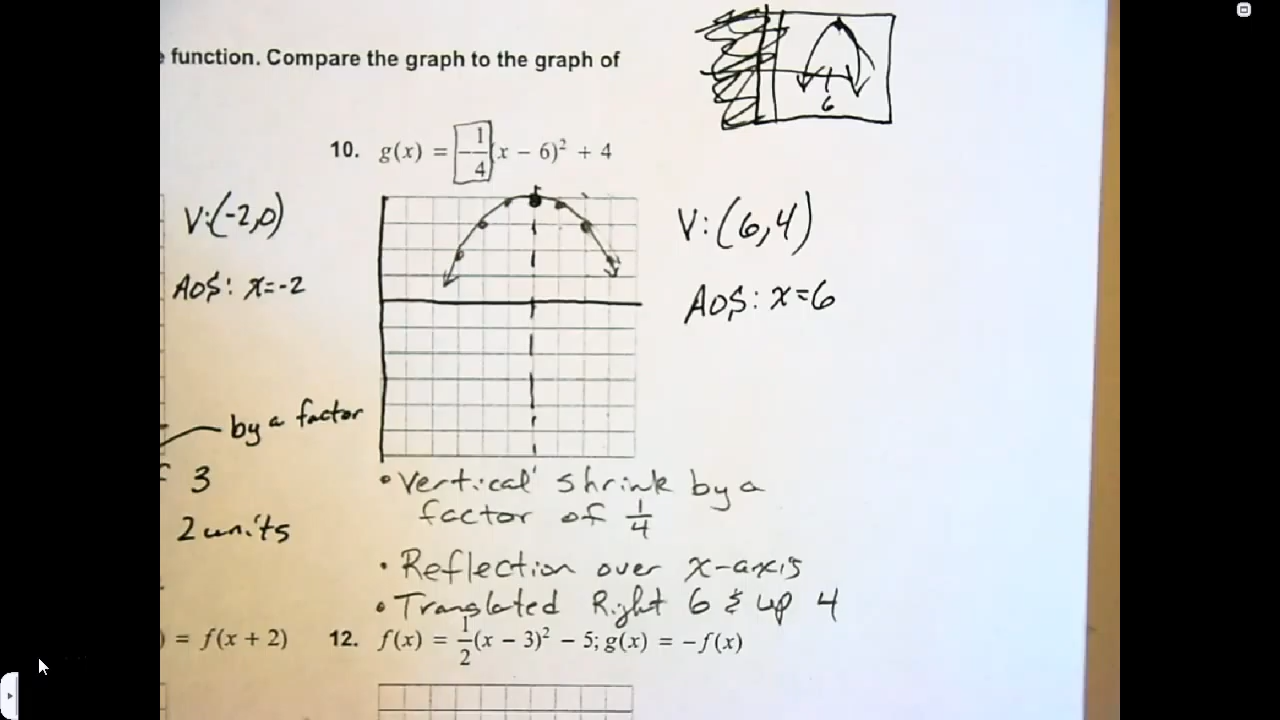 function. Compare the graph to the graph of
6
10. g(x) = -1/4(x − 6)² + 4
V:(-2,0)
AOS: x=-2
V: (6,4)
AOS: x=6
by a factor
3
2 units
• Vertical shrink by a
factor of 1/4
• Reflection over x-axis
• Translated Right 6 & up 4
) = f(x + 2)
12. f(x) = 1/2(x − 3)² − 5; g(x) = −f(x)